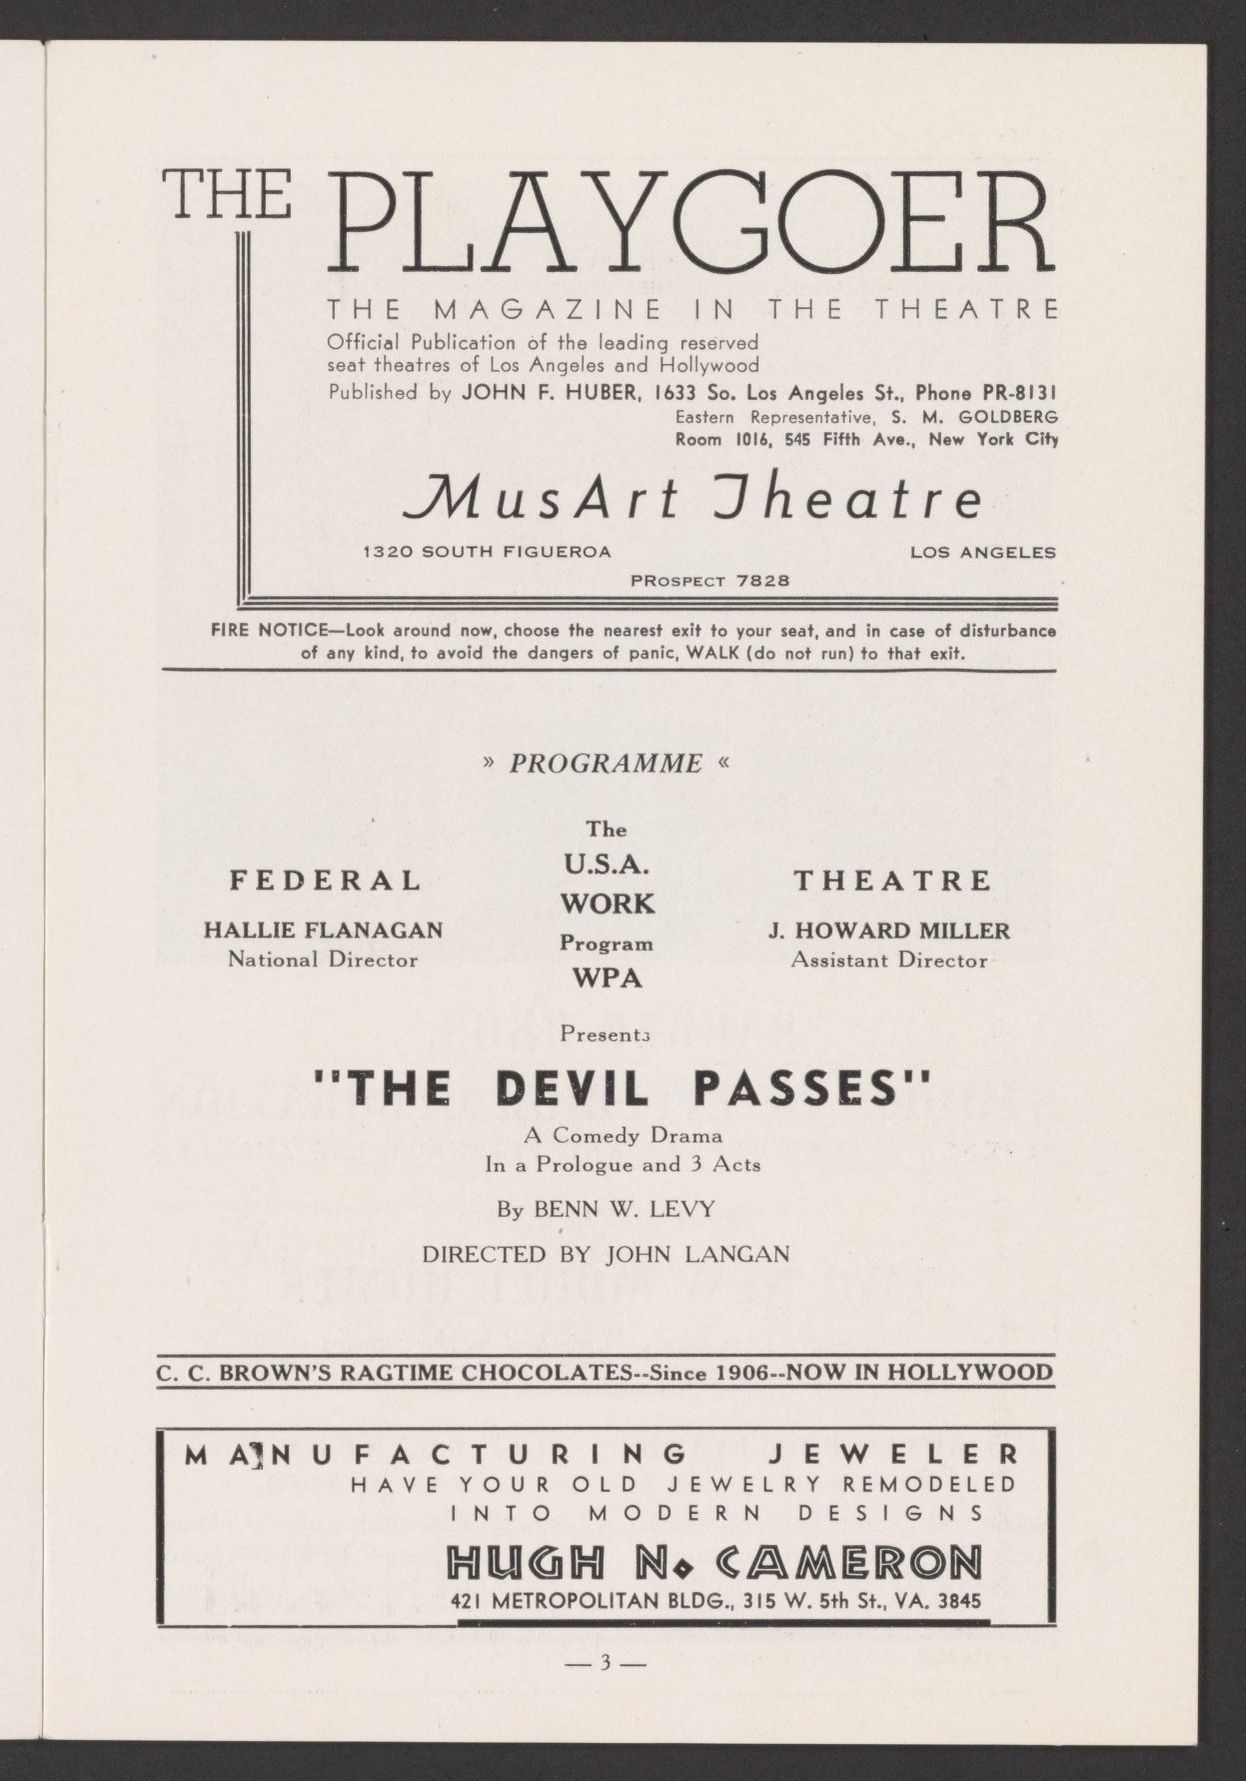 THE PLAYGOER
THE MAGAZINE IN THE THEATRE
Official Publication of the leading reserved
seat theatres of Los Angeles and Hollywood
Published by JOHN F. HUBER, 1633 So. Los Angeles St., Phone PR-8131
Eastern Representative, S. M. GOLDBERG
Room 1016, 545 Fifth Ave., New York City
MusArt Theatre
1320 SOUTH FIGUEROA LOS ANGELES
PROSPECT 7828
FIRE NOTICE—Look around now, choose the nearest exit to your seat, and in case of disturbance
of any kind, to avoid the dangers of panic, WALK (do not run) to that exit.
» PROGRAMME «
FEDERAL
HALLIE FLANAGAN
National Director
The
U.S.A.
WORK
Program
WPA
THEATRE
J. HOWARD MILLER
Assistant Director
Presents
"THE DEVIL PASSES"
A Comedy Drama
In a Prologue and 3 Acts
By BENN W. LEVY
DIRECTED BY JOHN LANGAN
C. C. BROWN'S RAGTIME CHOCOLATES--Since 1906--NOW IN HOLLYWOOD
MANUFACTURING JEWELER
HAVE YOUR OLD JEWELRY REMODELED
INTO MODERN DESIGNS
HUGH N. CAMERON
421 METROPOLITAN BLDG., 315 W. 5th St., VA. 3845
— 3 —